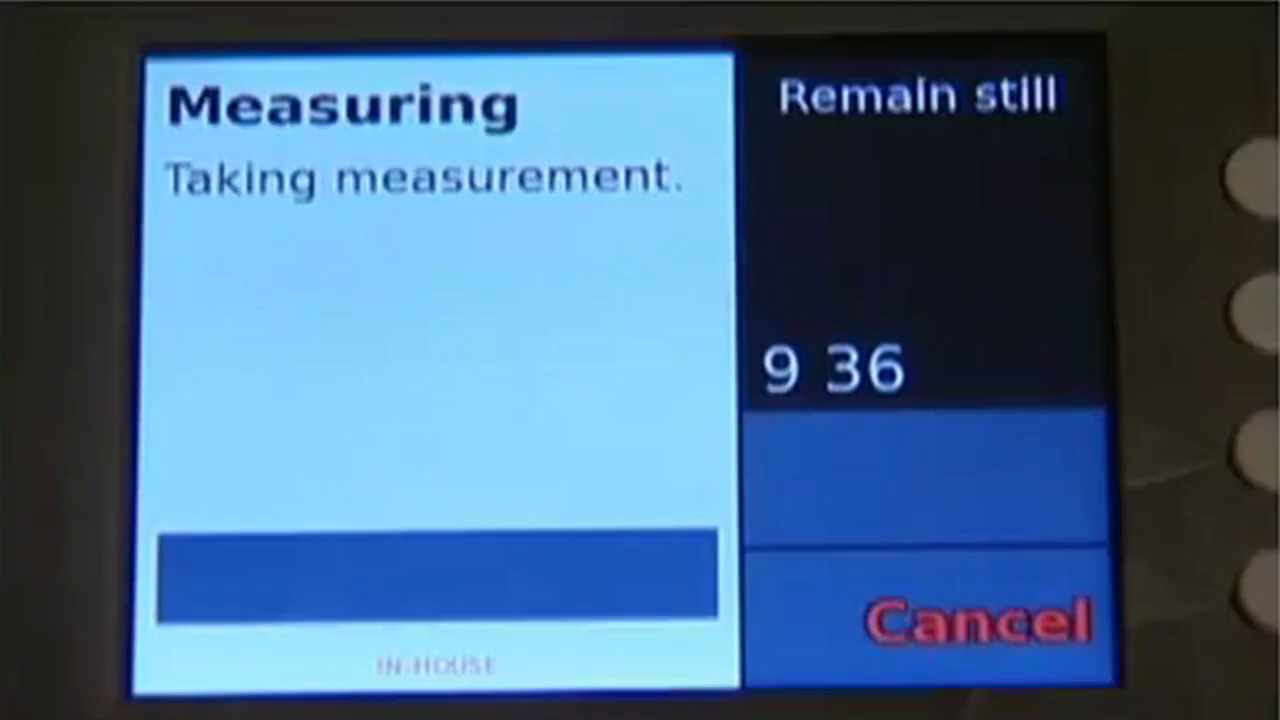 Measuring
Taking measurement.
IN-HOUSE
Remain still
9 36
Cancel